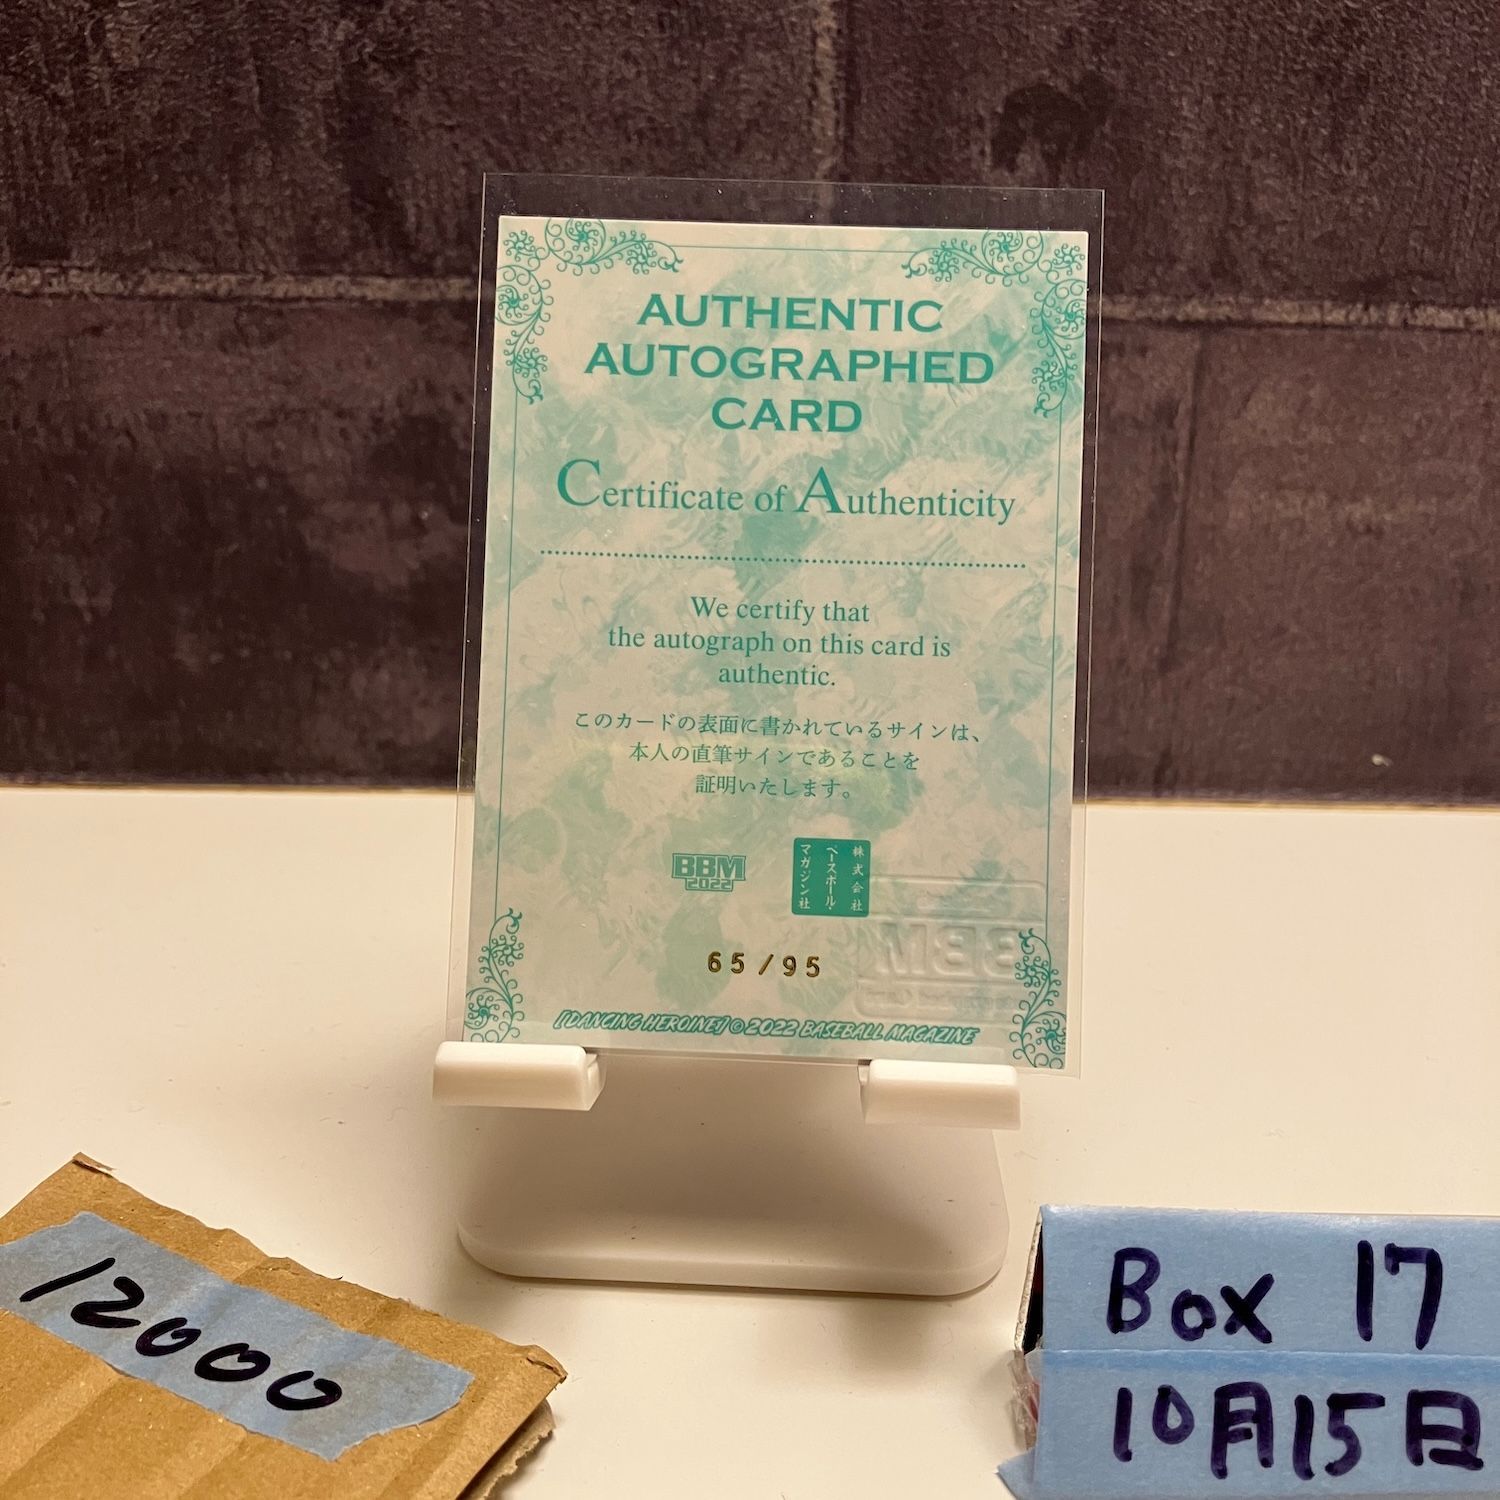 AUTHENTIC
AUTOGRAPHED
CARD
Certificate of Authenticity
We certify that
the autograph on this card is
authentic.
このカードの表面に書かれているサインは、
本人の直筆サインであることを
証明いたします。
BBM
2022
株式会社
ベースボール・
マガジン社
65/95
BBM
[DANCING HEROINE] © 2022 BASEBALL MAGAZINE
12000
Box 17
10月15日